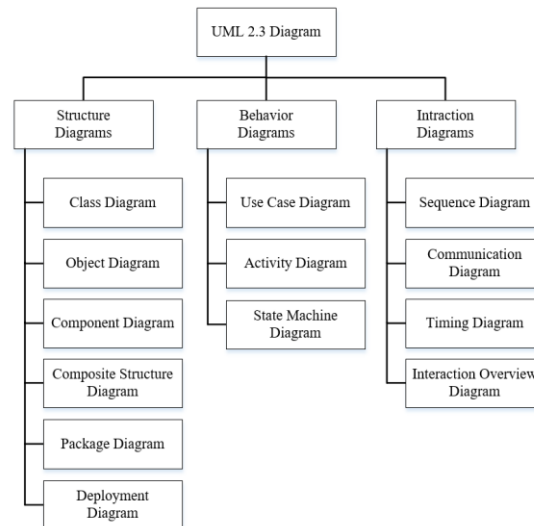 UML 2.3 Diagram
Structure
Diagrams
Behavior
Diagrams
Intraction
Diagrams
Class Diagram
Object Diagram
Component Diagram
Composite Structure
Diagram
Package Diagram
Deployment
Diagram
Use Case Diagram
Activity Diagram
State Machine
Diagram
Sequence Diagram
Communication
Diagram
Timing Diagram
Interaction Overview
Diagram